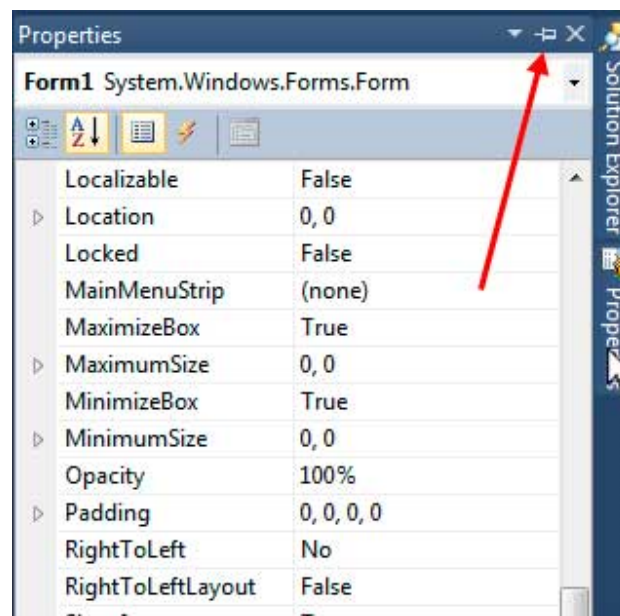 Properties
Form1 System.Windows.Forms.Form
A
Z
Localizable False
Location 0, 0
Locked False
MainMenuStrip (none)
MaximizeBox True
MaximumSize 0, 0
MinimizeBox True
MinimumSize 0, 0
Opacity 100%
Padding 0, 0, 0, 0
RightToLeft No
RightToLeftLayout False
Solution Explorer